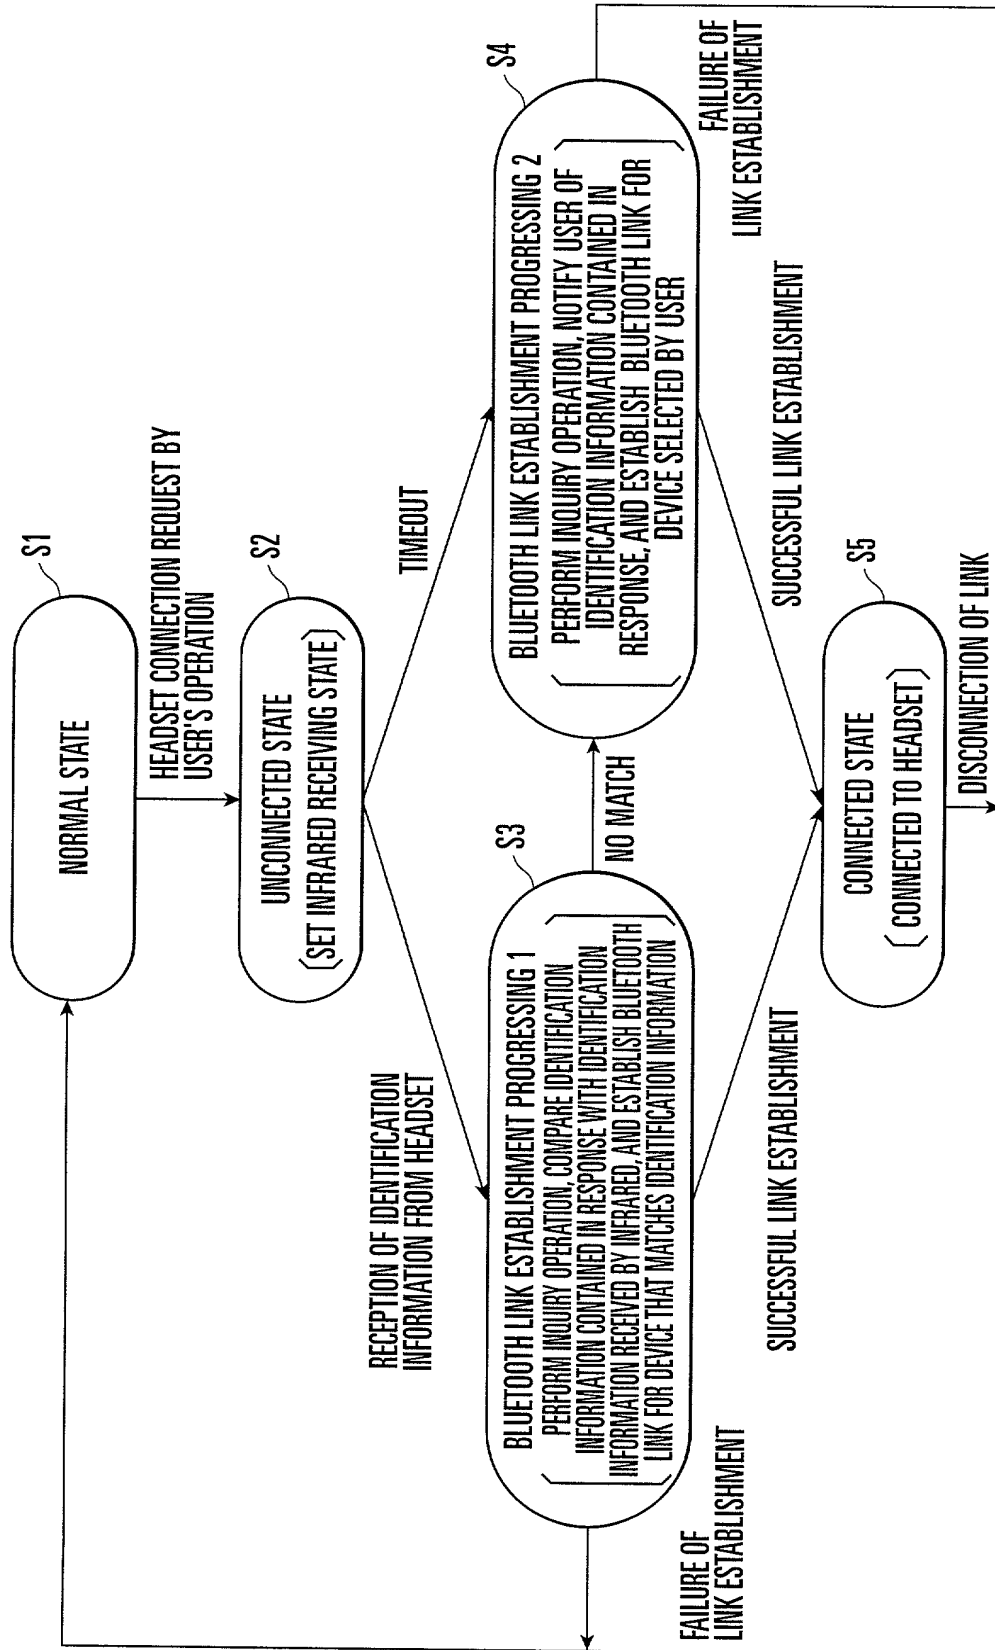 S1
NORMAL STATE
HEADSET CONNECTION REQUEST BY
USER'S OPERATION
S2
UNCONNECTED STATE
(SET INFRARED RECEIVING STATE)
RECEPTION OF IDENTIFICATION
INFORMATION FROM HEADSET
TIMEOUT
S3
BLUETOOTH LINK ESTABLISHMENT PROGRESSING 1
PERFORM INQUIRY OPERATION, COMPARE IDENTIFICATION
INFORMATION CONTAINED IN RESPONSE WITH IDENTIFICATION
INFORMATION RECEIVED BY INFRARED, AND ESTABLISH BLUETOOTH
LINK FOR DEVICE THAT MATCHES IDENTIFICATION INFORMATION
NO MATCH
S4
BLUETOOTH LINK ESTABLISHMENT PROGRESSING 2
PERFORM INQUIRY OPERATION, NOTIFY USER OF
IDENTIFICATION INFORMATION CONTAINED IN
RESPONSE, AND ESTABLISH BLUETOOTH LINK FOR
DEVICE SELECTED BY USER
FAILURE OF
LINK ESTABLISHMENT
FAILURE OF
LINK ESTABLISHMENT
SUCCESSFUL LINK ESTABLISHMENT
SUCCESSFUL LINK ESTABLISHMENT
S5
CONNECTED STATE
(CONNECTED TO HEADSET)
DISCONNECTION OF LINK